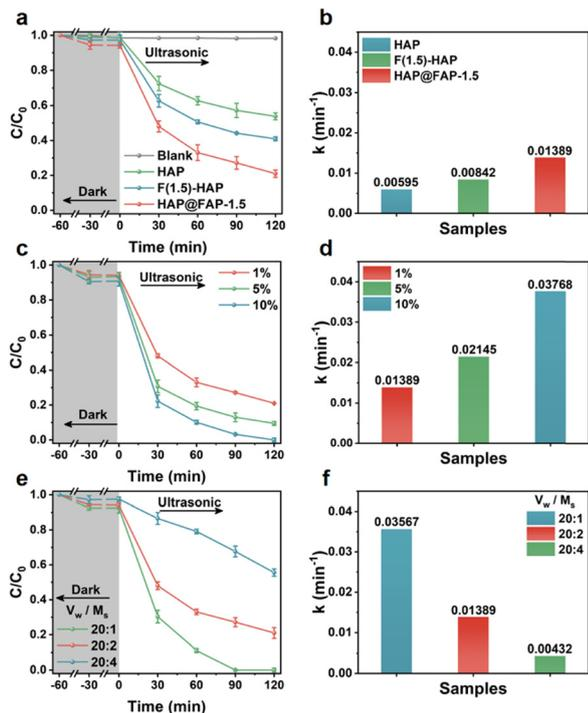 a
C/C0
1.0
0.8
0.6
0.4
0.2
0.0
Ultrasonic
Blank
HAP
F(1.5)-HAP
HAP@FAP-1.5
Dark
-60 -30 0 30 60 90 120
Time (min)
b
k (min-1)
0.04
0.03
0.02
0.01
0.00
HAP
F(1.5)-HAP
HAP@FAP-1.5
0.00595
0.00842
0.01389
Samples
c
C/C0
1.0
0.8
0.6
0.4
0.2
0.0
Ultrasonic
1%
5%
10%
Dark
-60 -30 0 30 60 90 120
Time (min)
d
k (min-1)
0.04
0.03
0.02
0.01
0.00
1%
5%
10%
0.01389
0.02145
0.03768
Samples
e
C/C0
1.0
0.8
0.6
0.4
0.2
0.0
Ultrasonic
Dark
Vw / Ms
20:1
20:2
20:4
-60 -30 0 30 60 90 120
Time (min)
f
k (min-1)
0.04
0.03
0.02
0.01
0.00
Vw / Ms
20:1
20:2
20:4
0.03567
0.01389
0.00432
Samples